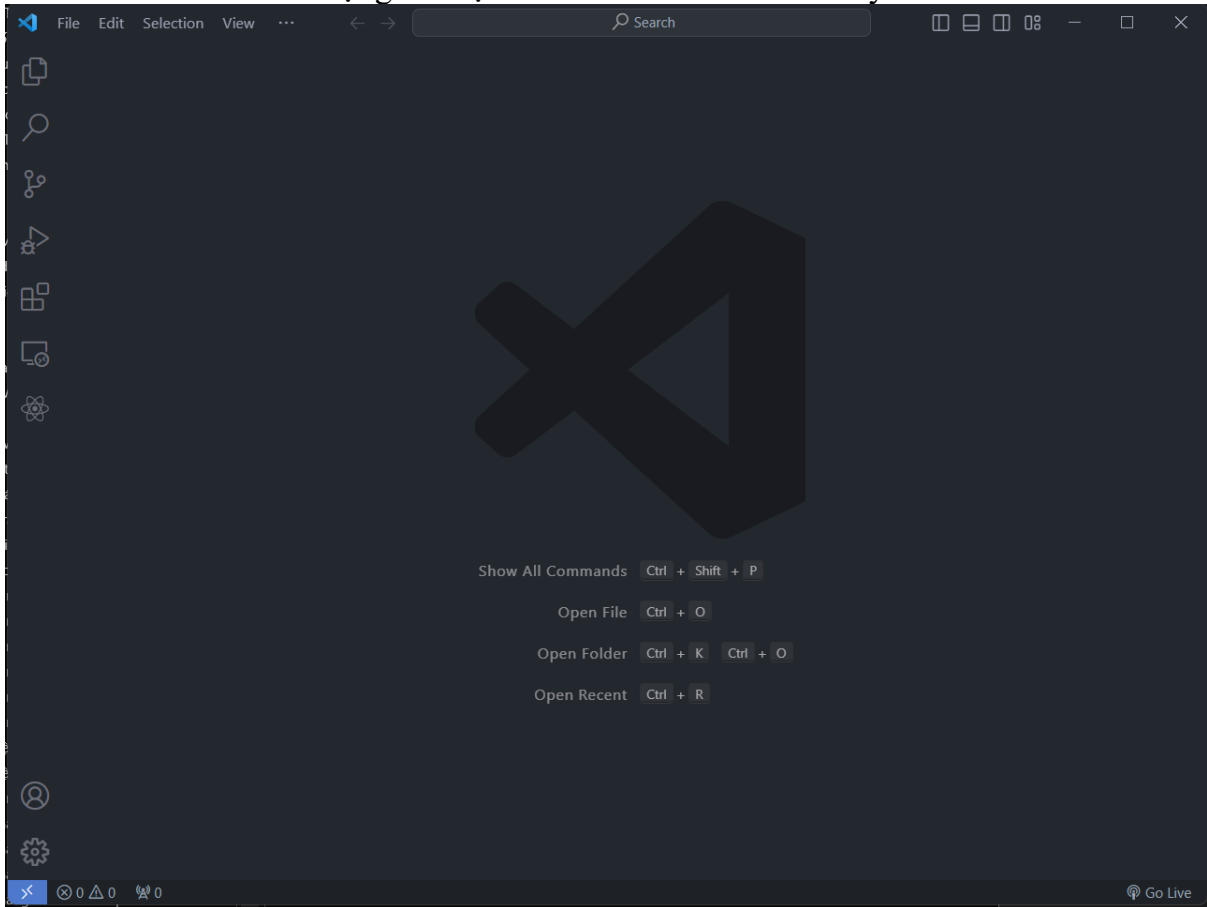 File Edit Selection View ··· Search
Show All Commands Ctrl + Shift + P
Open File Ctrl + O
Open Folder Ctrl + K Ctrl + O
Open Recent Ctrl + R
0 0 0 Go Live